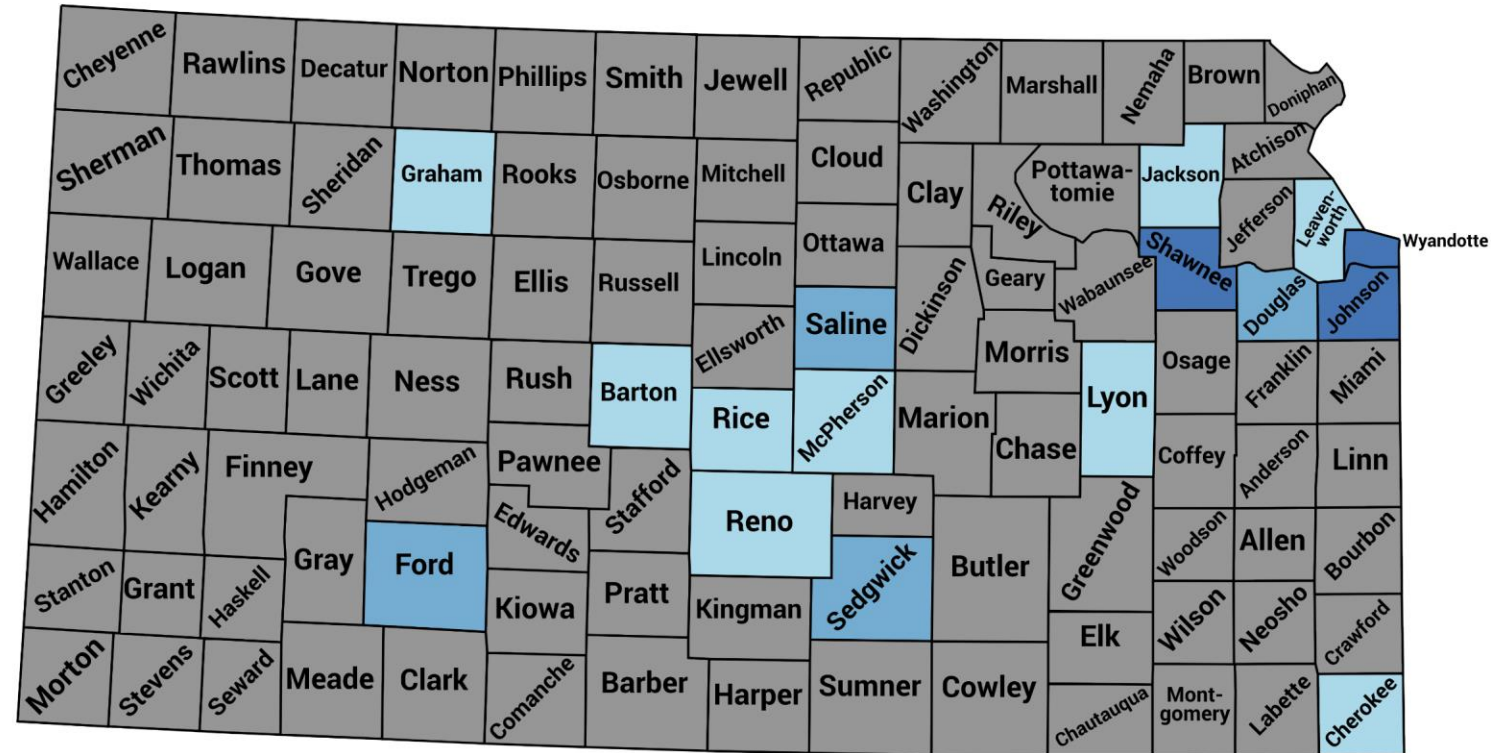 Cheyenne
Rawlins
Decatur
Norton
Phillips
Smith
Jewell
Republic
Washington
Marshall
Nemaha
Brown
Doniphan
Sherman
Thomas
Sheridan
Graham
Rooks
Osborne
Mitchell
Cloud
Clay
Riley
Pottawa-
tomie
Jackson
Atchison
Jefferson
Leaven-
worth
Wyandotte
Wallace
Logan
Gove
Trego
Ellis
Russell
Lincoln
Ottawa
Dickinson
Geary
Wabaunsee
Shawnee
Douglas
Johnson
Greeley
Wichita
Scott
Lane
Ness
Rush
Barton
Ellsworth
Saline
Rice
McPherson
Marion
Morris
Chase
Lyon
Osage
Franklin
Miami
Hamilton
Kearny
Finney
Hodgeman
Pawnee
Stafford
Edwards
Reno
Harvey
Coffey
Anderson
Linn
Stanton
Grant
Haskell
Gray
Ford
Kiowa
Pratt
Kingman
Sedgwick
Butler
Greenwood
Woodson
Allen
Bourbon
Elk
Wilson
Neosho
Crawford
Morton
Stevens
Seward
Meade
Clark
Comanche
Barber
Harper
Sumner
Cowley
Chautauqua
Mont-
gomery
Labette
Cherokee